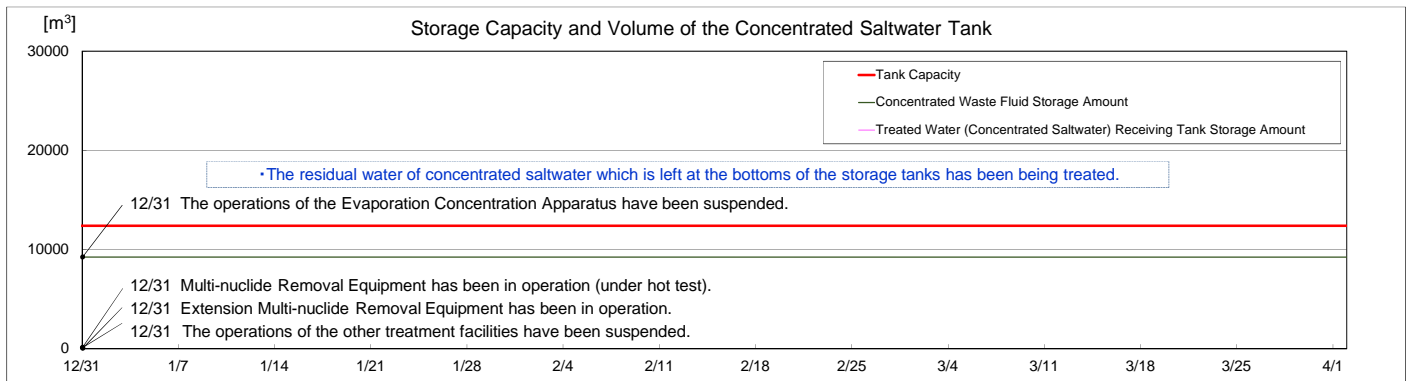 [m³]
Storage Capacity and Volume of the Concentrated Saltwater Tank
30000
Tank Capacity
Concentrated Waste Fluid Storage Amount
Treated Water (Concentrated Saltwater) Receiving Tank Storage Amount
20000
・The residual water of concentrated saltwater which is left at the bottoms of the storage tanks has been being treated.
12/31 The operations of the Evaporation Concentration Apparatus have been suspended.
10000
12/31 Multi-nuclide Removal Equipment has been in operation (under hot test).
12/31 Extension Multi-nuclide Removal Equipment has been in operation.
12/31 The operations of the other treatment facilities have been suspended.
0
12/31 1/7 1/14 1/21 1/28 2/4 2/11 2/18 2/25 3/4 3/11 3/18 3/25 4/1